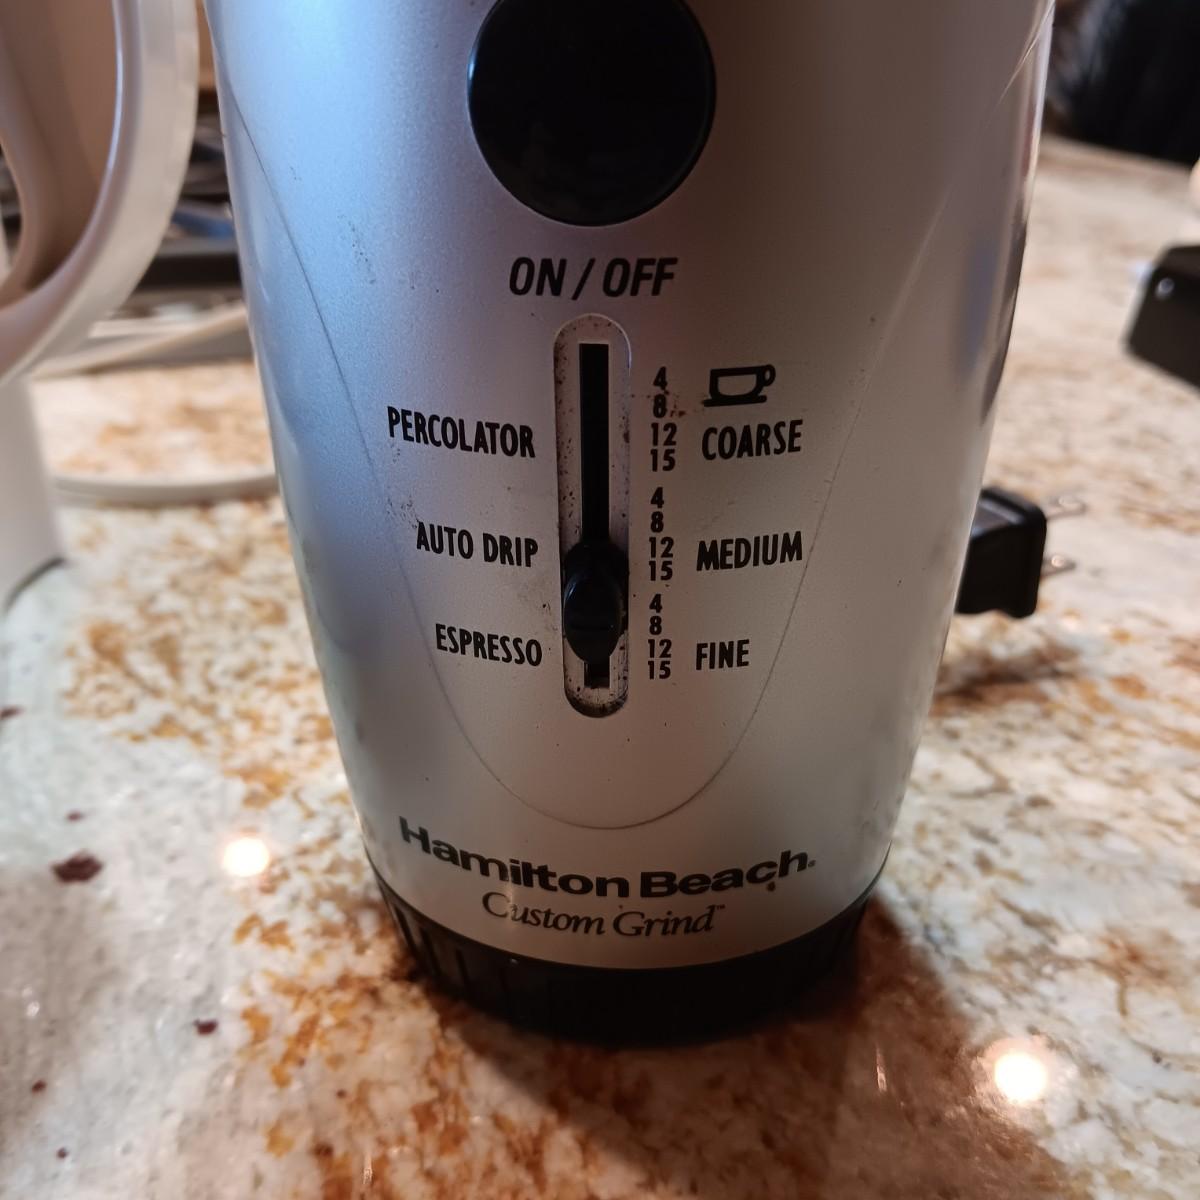 ON / OFF
4
8
PERCOLATOR 12 COARSE
15
4
8
AUTO DRIP 12 MEDIUM
15
4
8
ESPRESSO 12 FINE
15
Hamilton Beach®
Custom Grind™